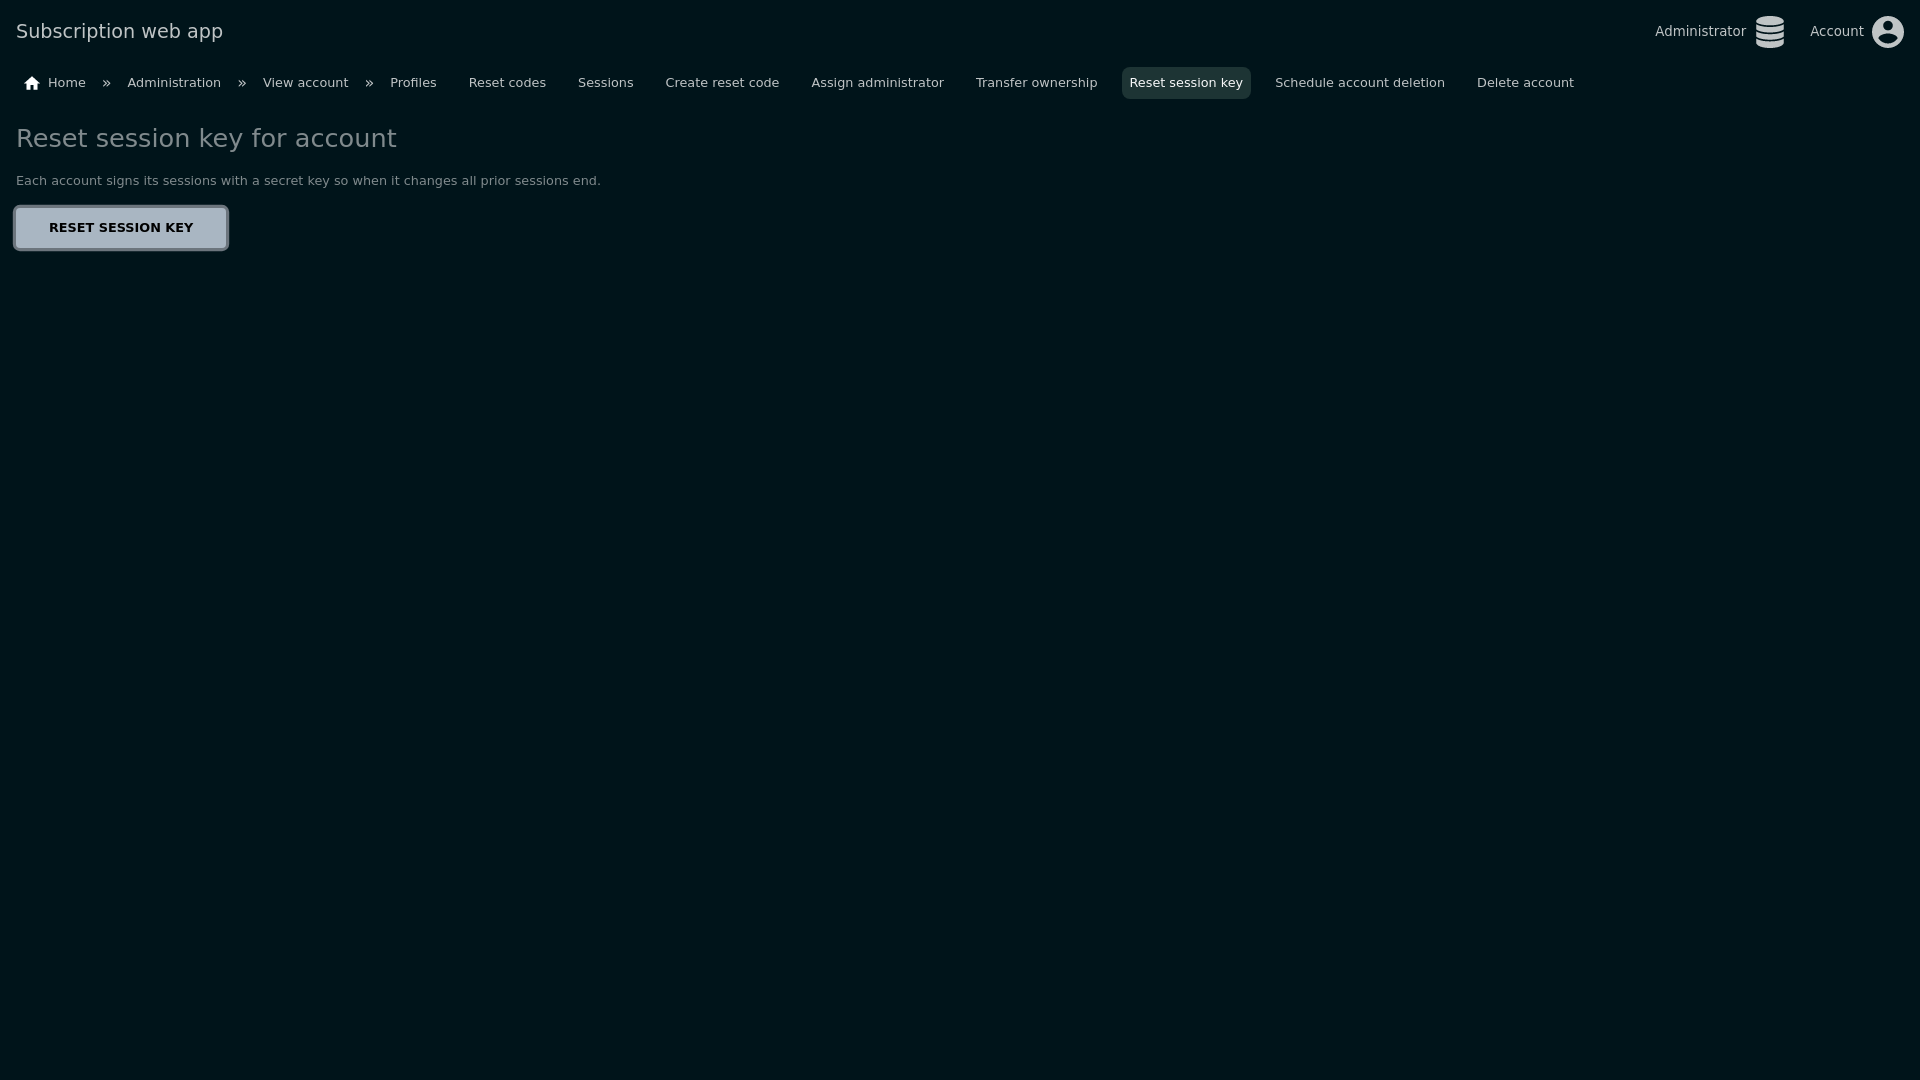 Subscription web app
Administrator Account
Home » Administration » View account » Profiles Reset codes Sessions Create reset code Assign administrator Transfer ownership Reset session key Schedule account deletion Delete account
Reset session key for account
Each account signs its sessions with a secret key so when it changes all prior sessions end.
RESET SESSION KEY